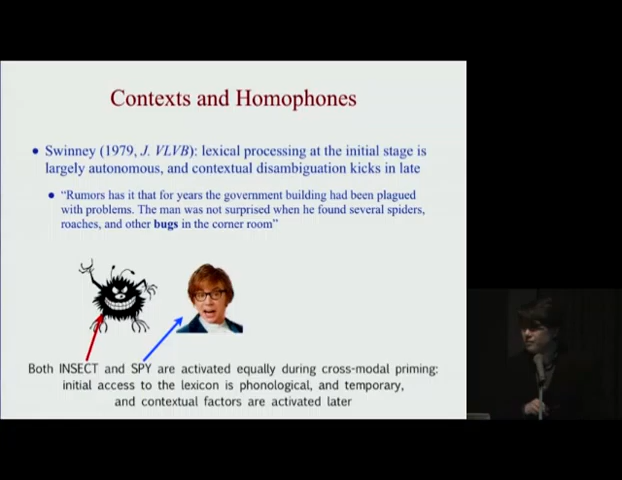 Contexts and Homophones
• Swinney (1979, J. VLVB): lexical processing at the initial stage is
largely autonomous, and contextual disambiguation kicks in late
• “Rumors has it that for years the government building had been plagued
with problems. The man was not surprised when he found several spiders,
roaches, and other bugs in the corner room”
Both INSECT and SPY are activated equally during cross-modal priming:
initial access to the lexicon is phonological, and temporary,
and contextual factors are activated later